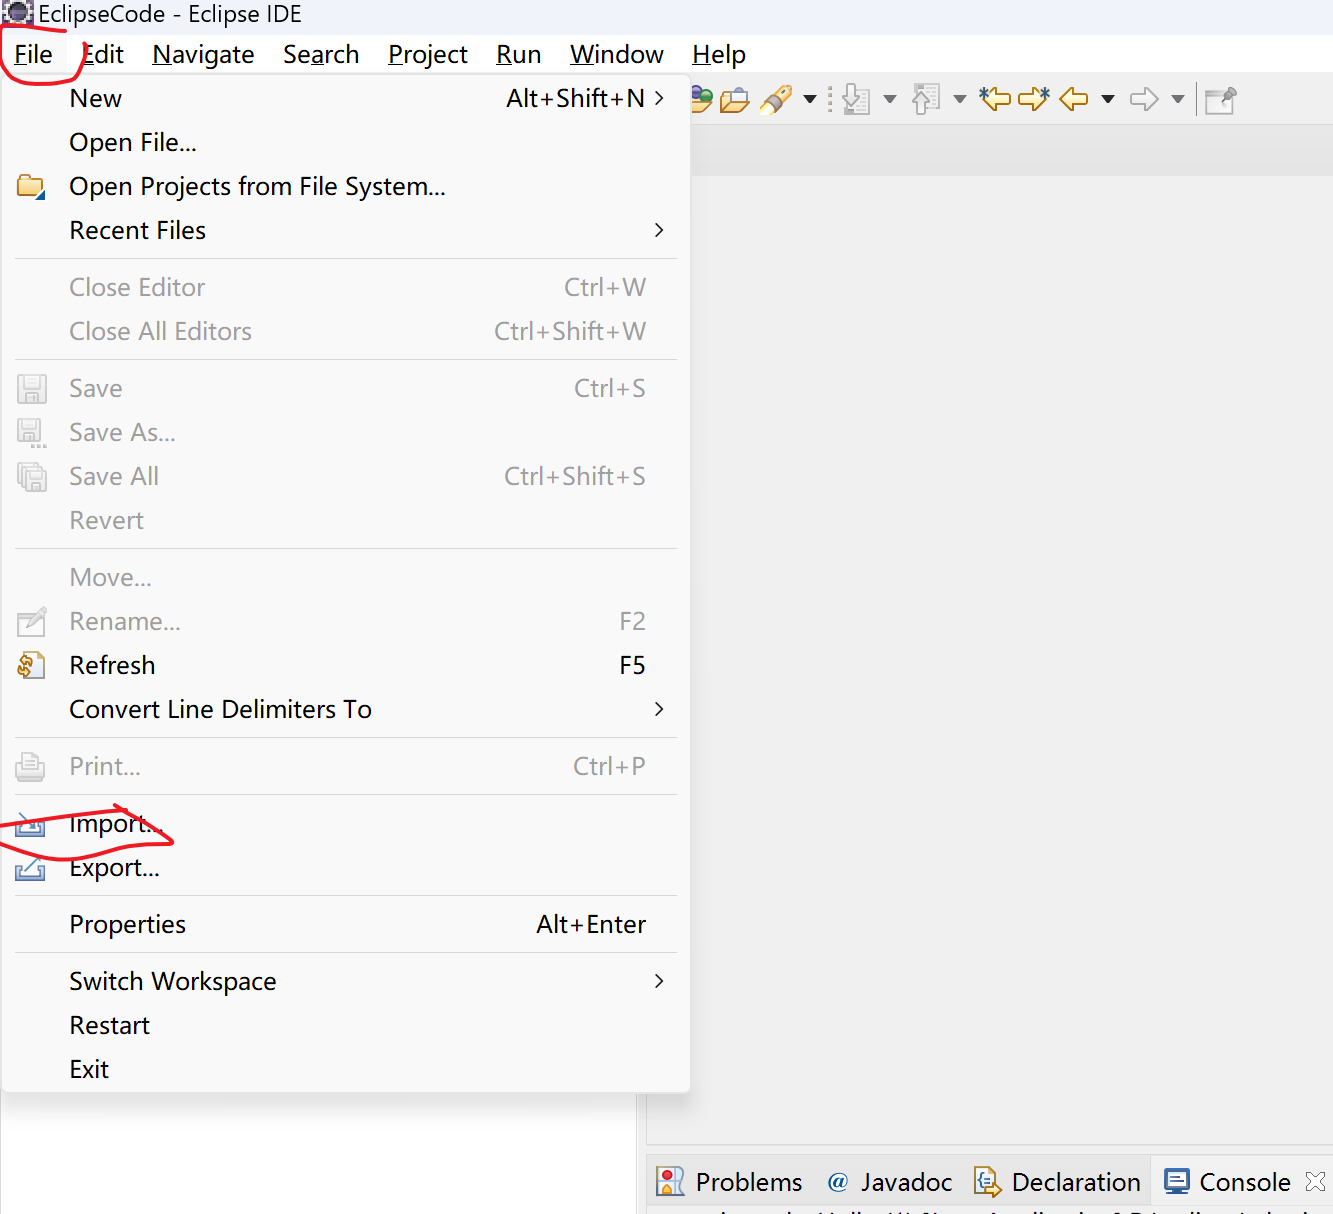 EclipseCode - Eclipse IDE
File Edit Navigate Search Project Run Window Help
New Alt+Shift+N
Open File...
Open Projects from File System...
Recent Files
Close Editor Ctrl+W
Close All Editors Ctrl+Shift+W
Save Ctrl+S
Save As...
Save All Ctrl+Shift+S
Revert
Move...
Rename... F2
Refresh F5
Convert Line Delimiters To
Print... Ctrl+P
Import...
Export...
Properties Alt+Enter
Switch Workspace
Restart
Exit
Problems @ Javadoc Declaration Console